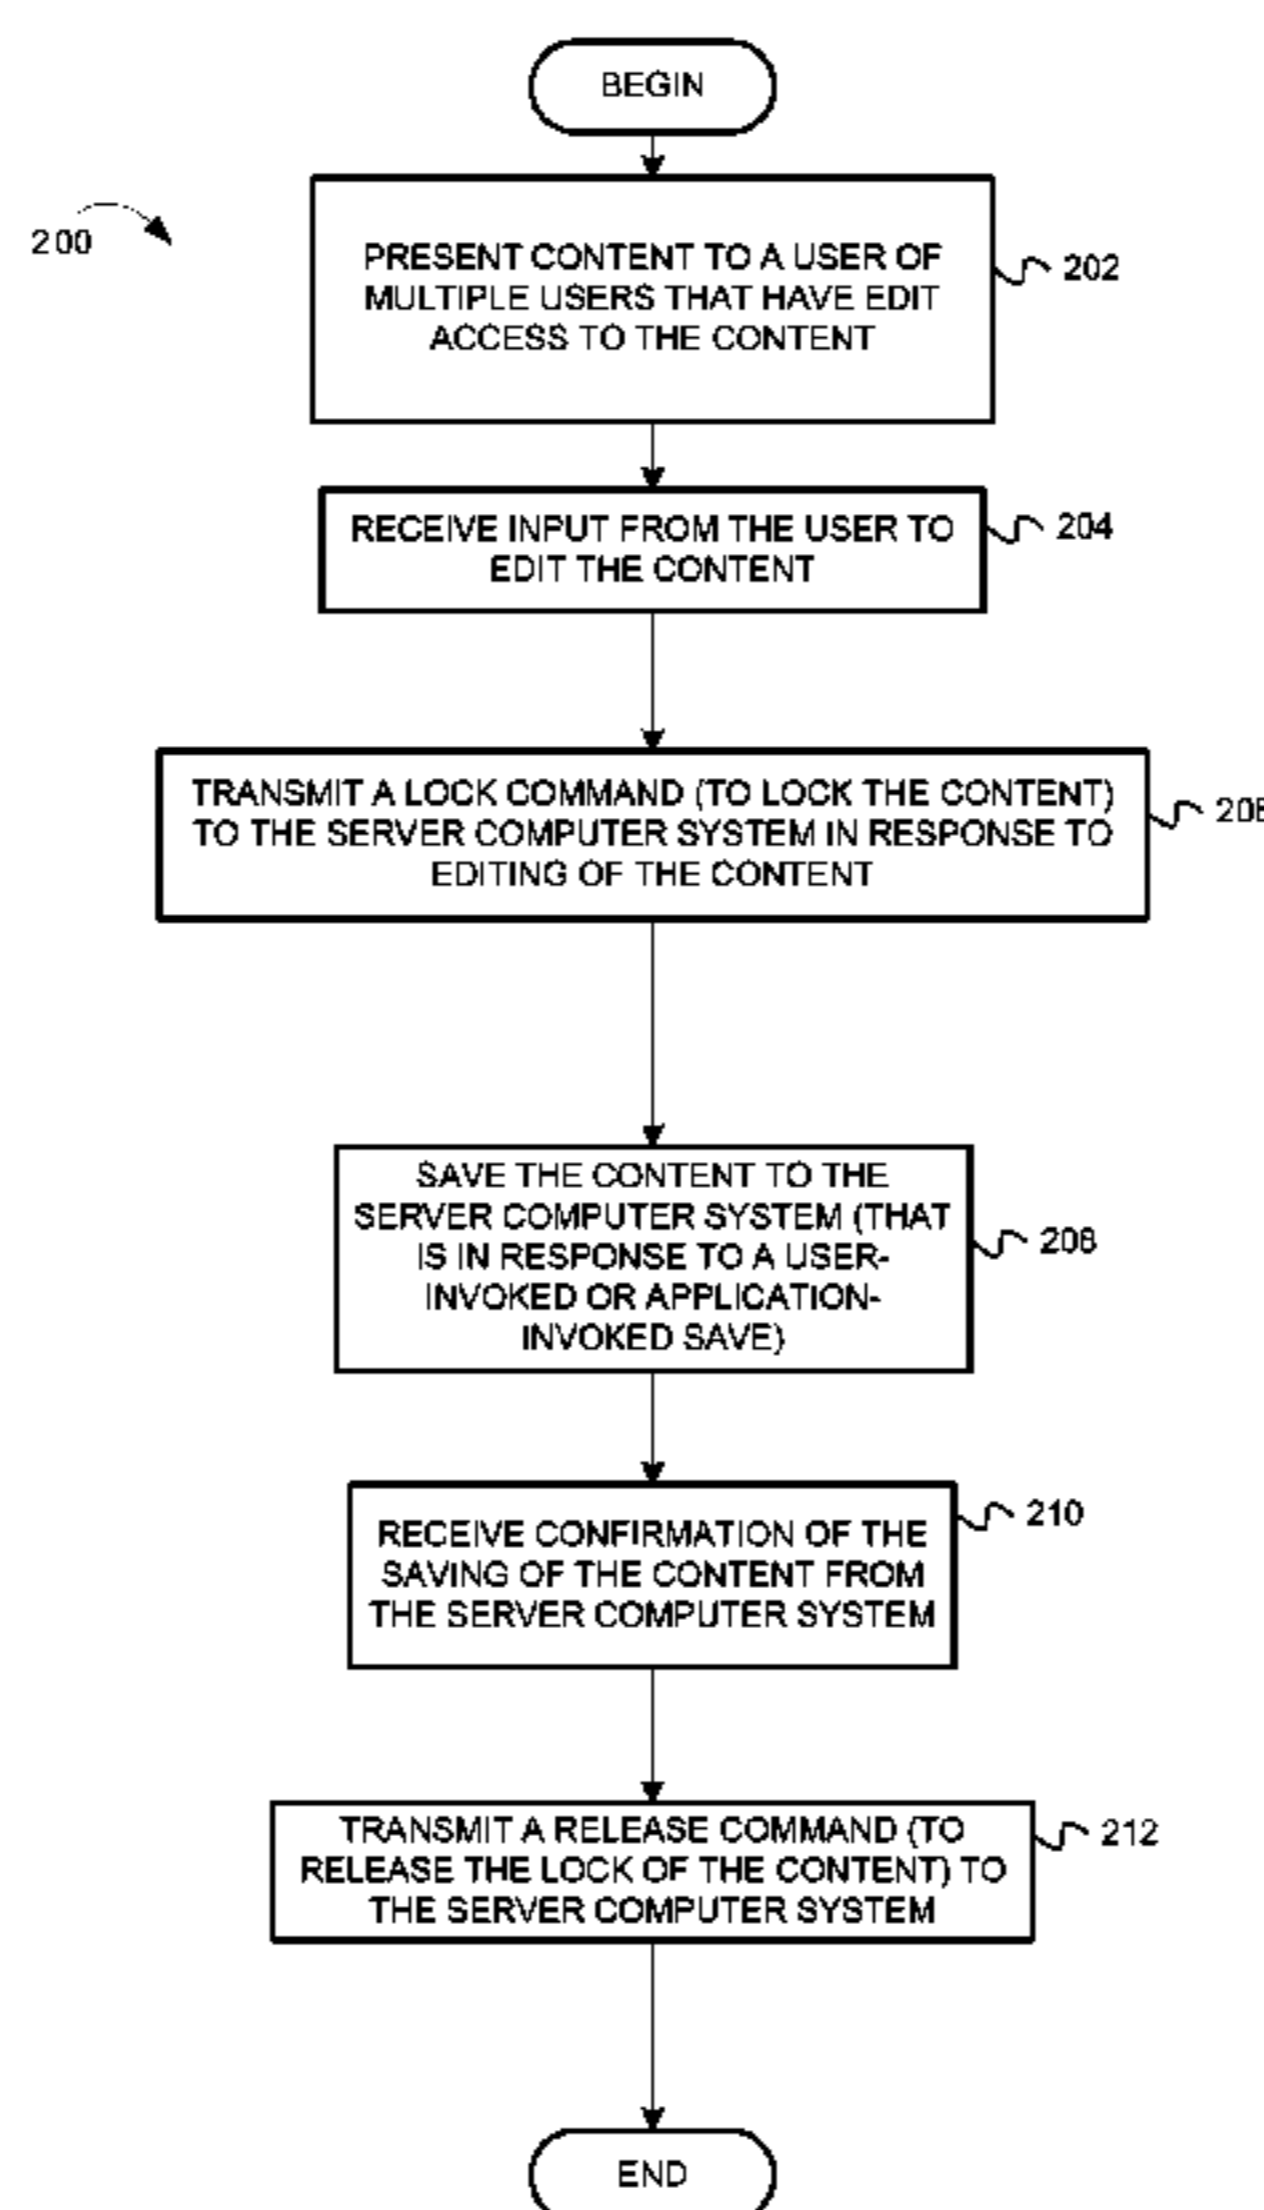 BEGIN
200
PRESENT CONTENT TO A USER OF
MULTIPLE USERS THAT HAVE EDIT
ACCESS TO THE CONTENT
202
RECEIVE INPUT FROM THE USER TO
EDIT THE CONTENT
204
TRANSMIT A LOCK COMMAND (TO LOCK THE CONTENT)
TO THE SERVER COMPUTER SYSTEM IN RESPONSE TO
EDITING OF THE CONTENT
206
SAVE THE CONTENT TO THE
SERVER COMPUTER SYSTEM (THAT
IS IN RESPONSE TO A USER-
INVOKED OR APPLICATION-
INVOKED SAVE)
208
RECEIVE CONFIRMATION OF THE
SAVING OF THE CONTENT FROM
THE SERVER COMPUTER SYSTEM
210
TRANSMIT A RELEASE COMMAND (TO
RELEASE THE LOCK OF THE CONTENT) TO
THE SERVER COMPUTER SYSTEM
212
END